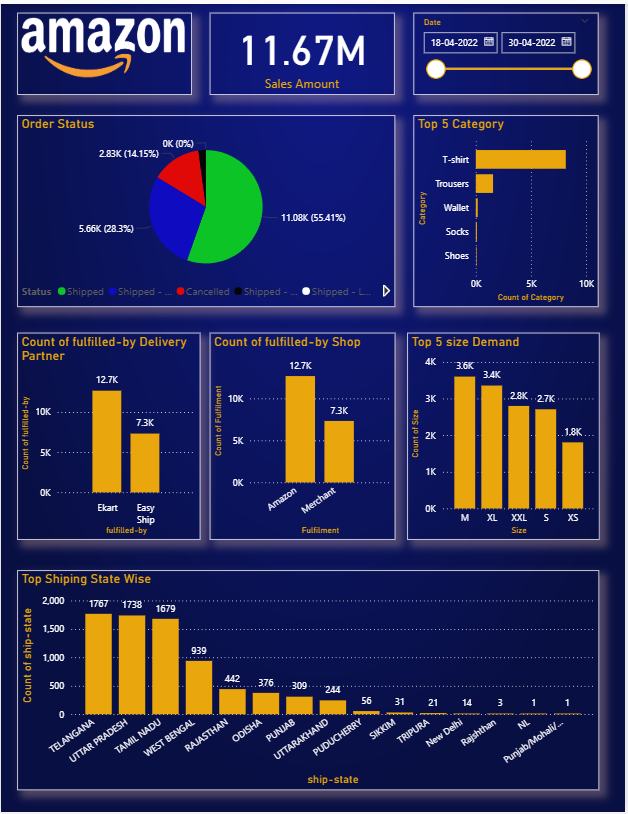 amazon
11.67M
Sales Amount
Date
18-04-2022
30-04-2022
Order Status
0K (0%)
2.83K (14.15%)
5.66K (28.3%)
11.08K (55.41%)
Status Shipped Shipped - ... Cancelled Shipped - ... Shipped - L...
Top 5 Category
Category
T-shirt
Trousers
Wallet
Socks
Shoes
0K 5K 10K
Count of Category
Count of fulfilled-by Delivery
Partner
Count of fulfilled-by
10K
5K
0K
12.7K
7.3K
Ekart
Easy
Ship
fulfilled-by
Count of fulfilled-by Shop
Count of Fulfilment
10K
5K
0K
12.7K
7.3K
Amazon
Merchant
Fulfilment
Top 5 size Demand
Count of Size
4K
3K
2K
1K
0K
3.6K
3.4K
2.8K
2.7K
1.8K
M XL XXL S XS
Size
Top Shiping State Wise
Count of ship-state
2,000
1,500
1,000
500
0
1767 1738 1679 939 442 376 309 244 56 31 21 14 3 1 1
TELANGANA
UTTAR PRADESH
TAMIL NADU
WEST BENGAL
RAJASTHAN
ODISHA
PUNJAB
UTTARAKHAND
PUDUCHERRY
SIKKIM
TRIPURA
New Delhi
Rajshthan
NL
Punjab/Mohali/...
ship-state